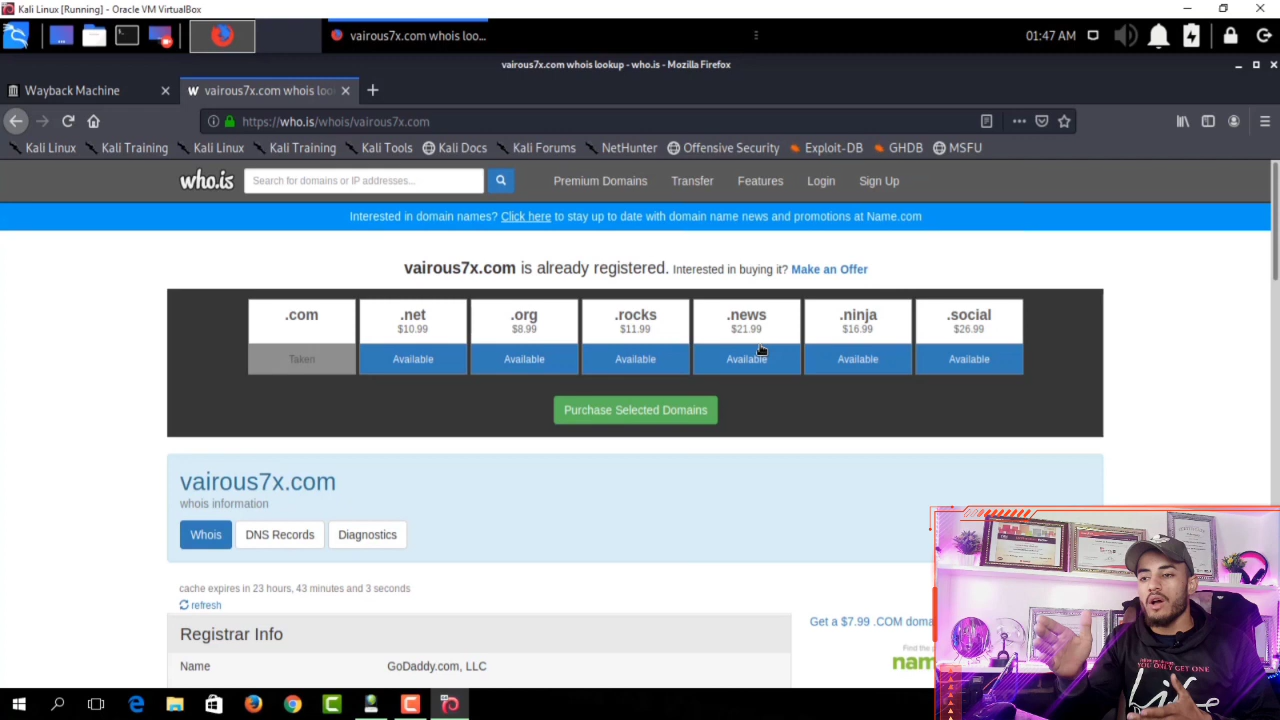 Kali Linux [Running] - Oracle VM VirtualBox
vairous7x.com whois loo...
01:47 AM
vairous7x.com whois lookup - who.is - Mozilla Firefox
Wayback Machine
W vairous7x.com whois loo
https://who.is/whois/vairous7x.com
Kali Linux Kali Training Kali Linux Kali Training Kali Tools Kali Docs Kali Forums NetHunter Offensive Security Exploit-DB GHDB MSFU
who.is Search for domains or IP addresses... Premium Domains Transfer Features Login Sign Up
Interested in domain names? Click here to stay up to date with domain name news and promotions at Name.com
vairous7x.com is already registered. Interested in buying it? Make an Offer
.com .net .org .rocks .news .ninja .social
$10.99 $8.99 $11.99 $21.99 $16.99 $26.99
Taken Available Available Available Available Available Available
Purchase Selected Domains
vairous7x.com
whois information
Whois DNS Records Diagnostics
cache expires in 23 hours, 43 minutes and 3 seconds
refresh
Registrar Info
Get a $7.99 .COM doma
Name GoDaddy.com, LLC
Find the
nam
YOU ONLY GET ONE
Life